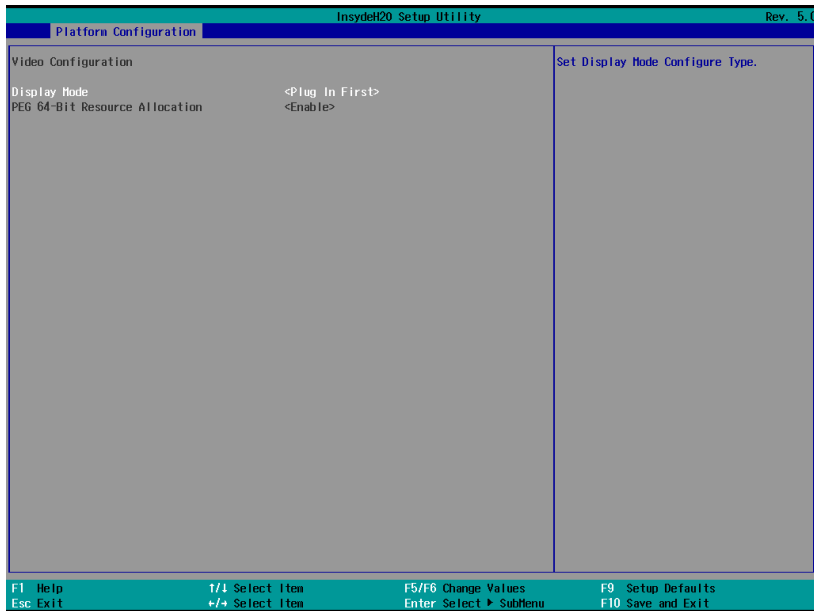 InsydeH2O Setup Utility Rev. 5.0
Platform Configuration
Video Configuration
Set Display Mode Configure Type.
Display Mode <Plug In First>
PEG 64-Bit Resource Allocation <Enable>
F1 Help ↑/↓ Select Item F5/F6 Change Values F9 Setup Defaults
Esc Exit ←/→ Select Item Enter Select ▶ SubMenu F10 Save and Exit